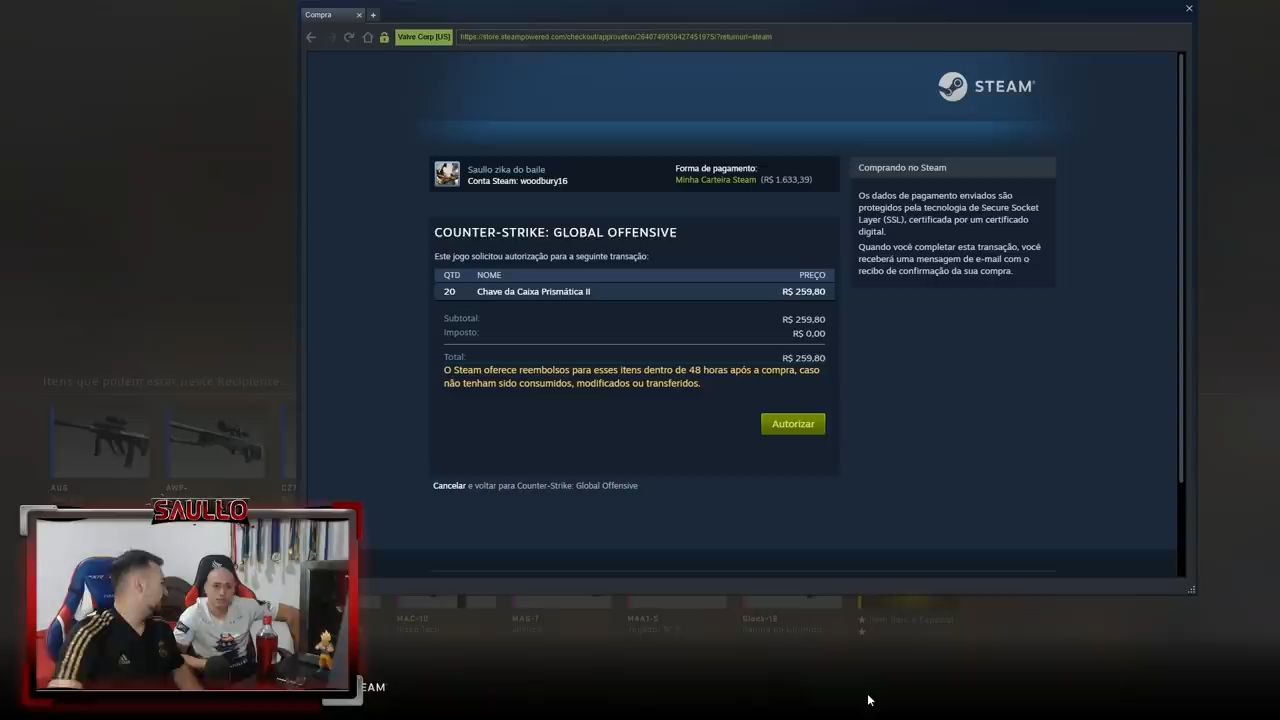 Compra
Valve Corp [US]
https://store.steampowered.com/checkout/approvetxn/2640749930427451975/?returnurl=steam
STEAM
Saullo zika do baile
Conta Steam: woodbury16
Forma de pagamento:
Minha Carteira Steam (R$ 1.633,39)
Comprando no Steam
Os dados de pagamento enviados são
protegidos pela tecnologia de Secure Socket
Layer (SSL), certificada por um certificado
digital.
Quando você completar esta transação, você
receberá uma mensagem de e-mail com o
recibo de confirmação da sua compra.
COUNTER-STRIKE: GLOBAL OFFENSIVE
Este jogo solicitou autorização para a seguinte transação:
QTD NOME PREÇO
20 Chave da Caixa Prismática II R$ 259,80
Subtotal: R$ 259,80
Imposto: R$ 0,00
Total: R$ 259,80
O Steam oferece reembolsos para esses itens dentro de 48 horas após a compra, caso
não tenham sido consumidos, modificados ou transferidos.
Autorizar
Cancelar e voltar para Counter-Strike: Global Offensive
Itens que podem estar neste Recipiente:
AUG
AWP-
CZ7
SAULLO
MAC-10
MAG-7
M4A1-S
Glock-18
EAM